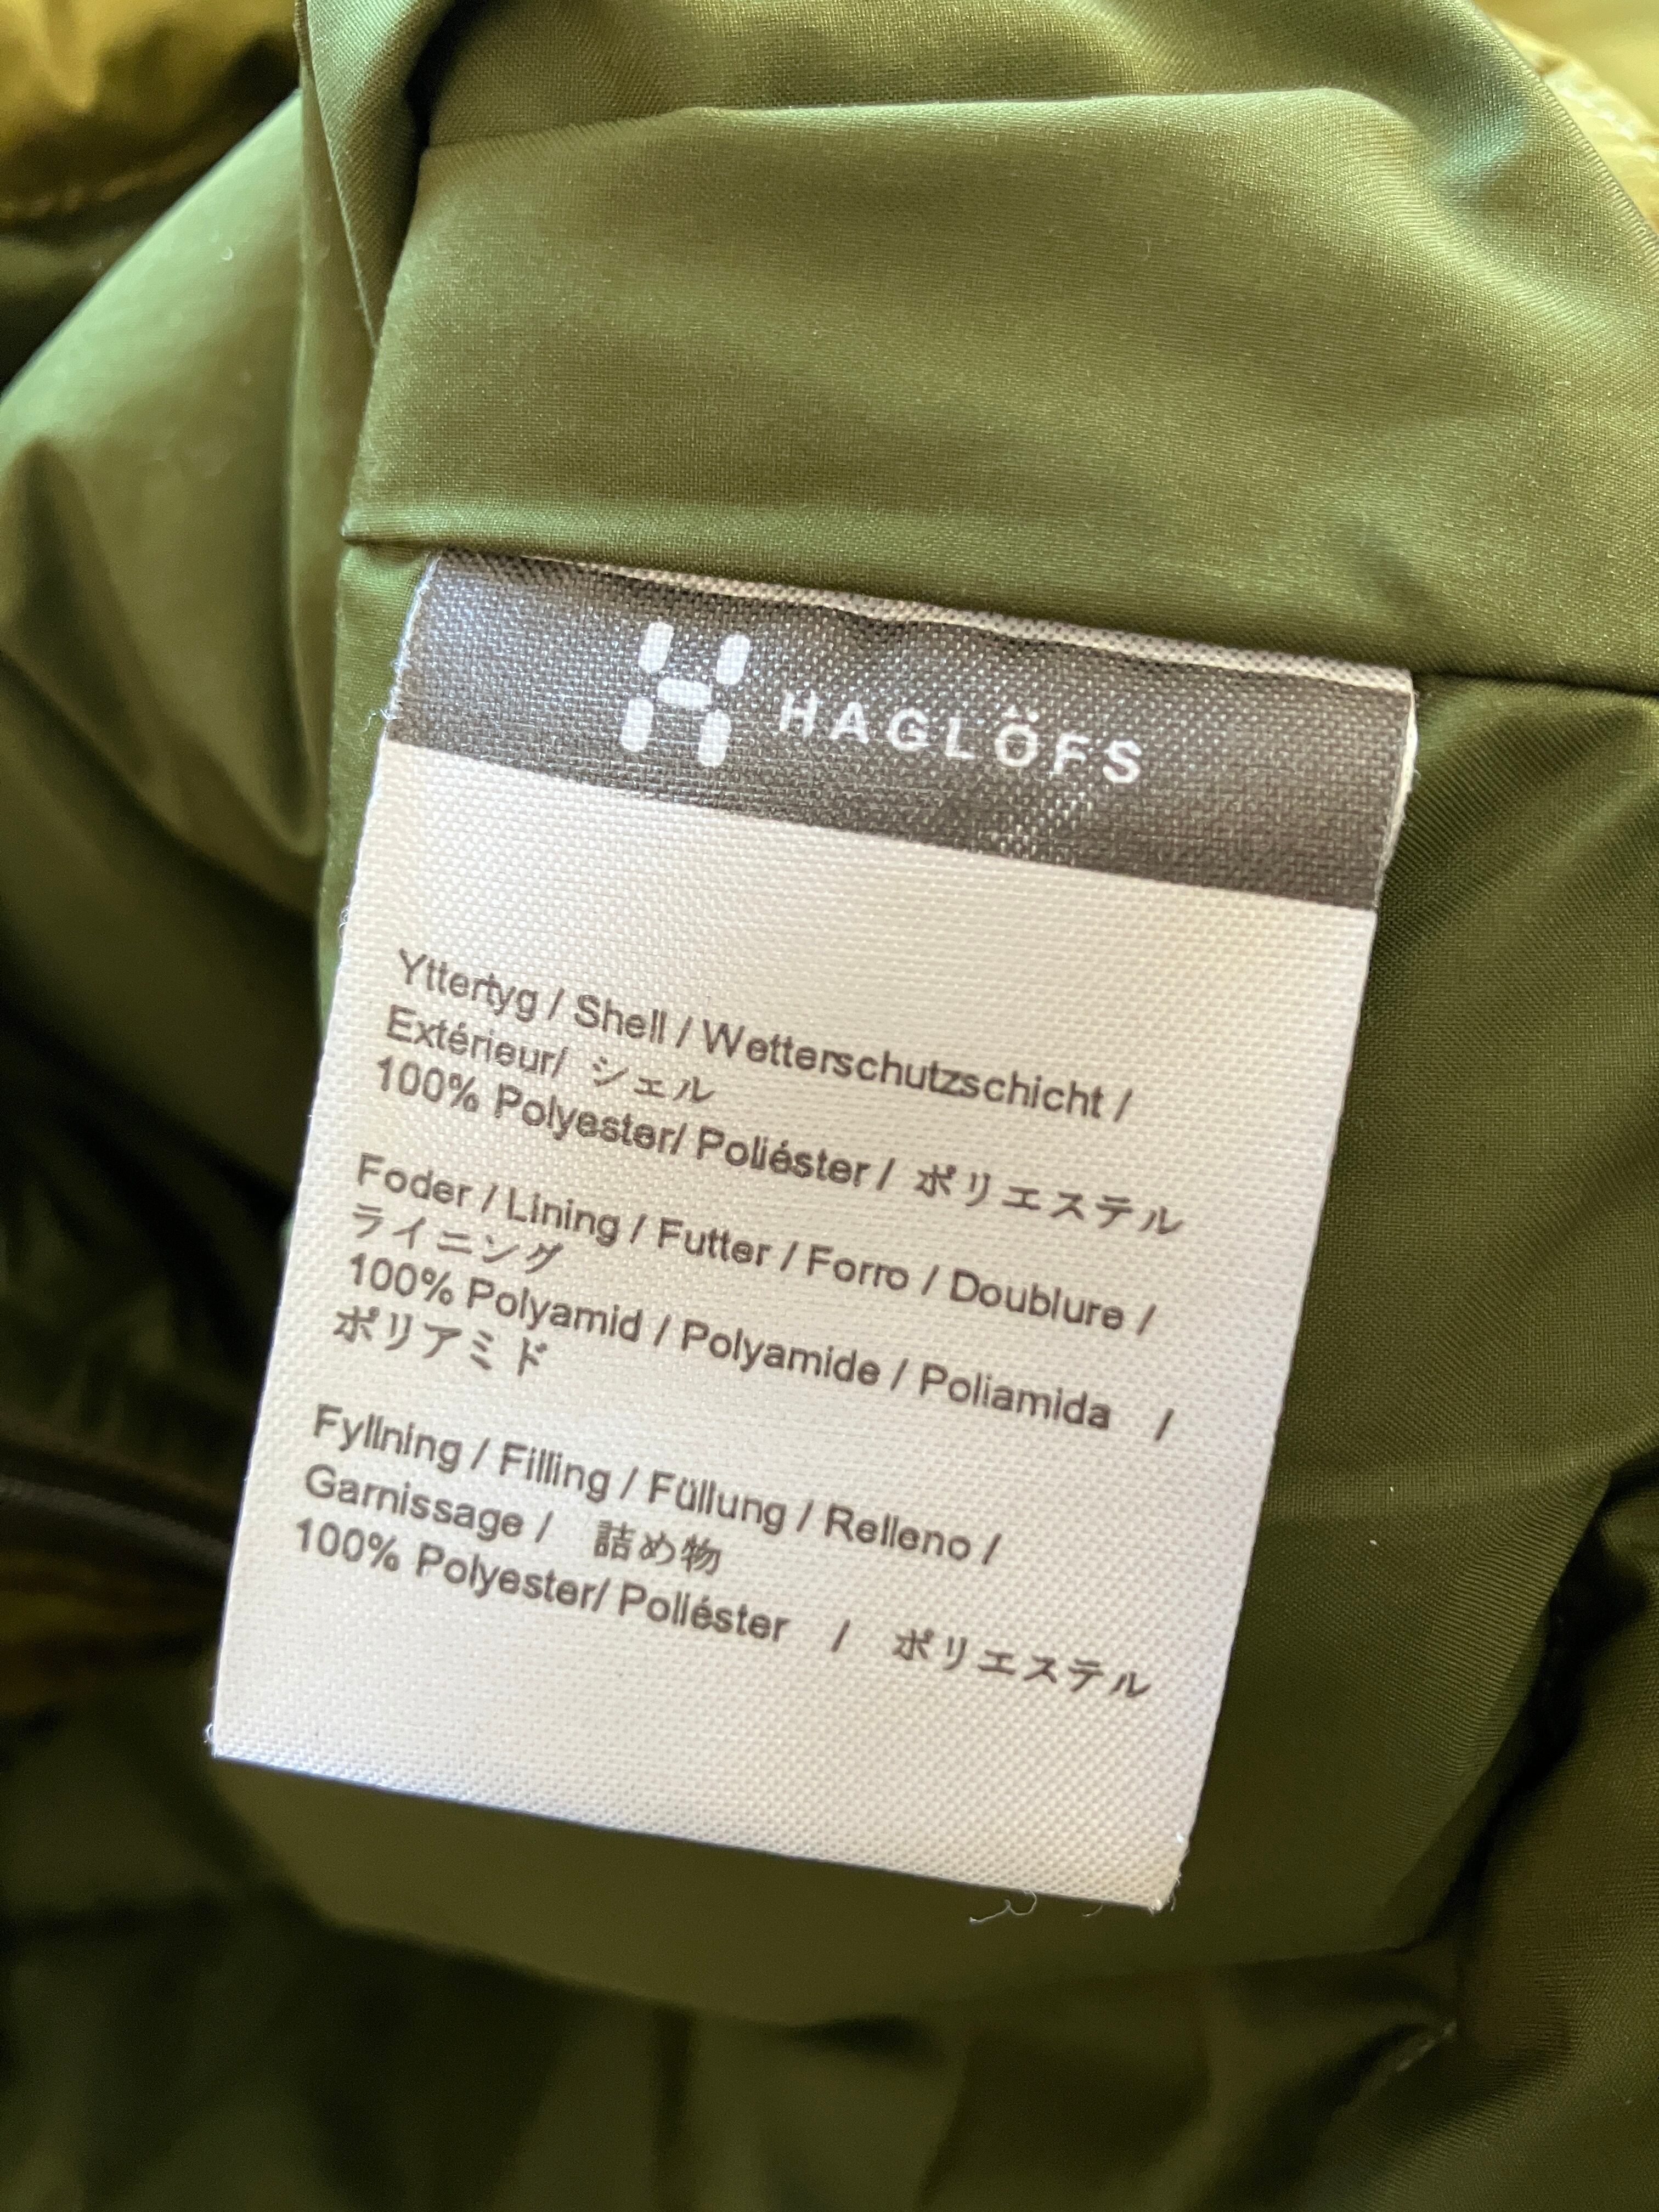 HAGLÖFS
Yttertyg / Shell / Wetterschutzschicht /
Extérieur/ シェル
100% Polyester/ Poliéster / ポリエステル
Foder / Lining / Futter / Forro / Doublure /
ライニング
100% Polyamid / Polyamide / Poliamida /
ポリアミド
Fyllning / Filling / Füllung / Relleno /
Garnissage / 詰め物
100% Polyester/ Poliéster / ポリエステル